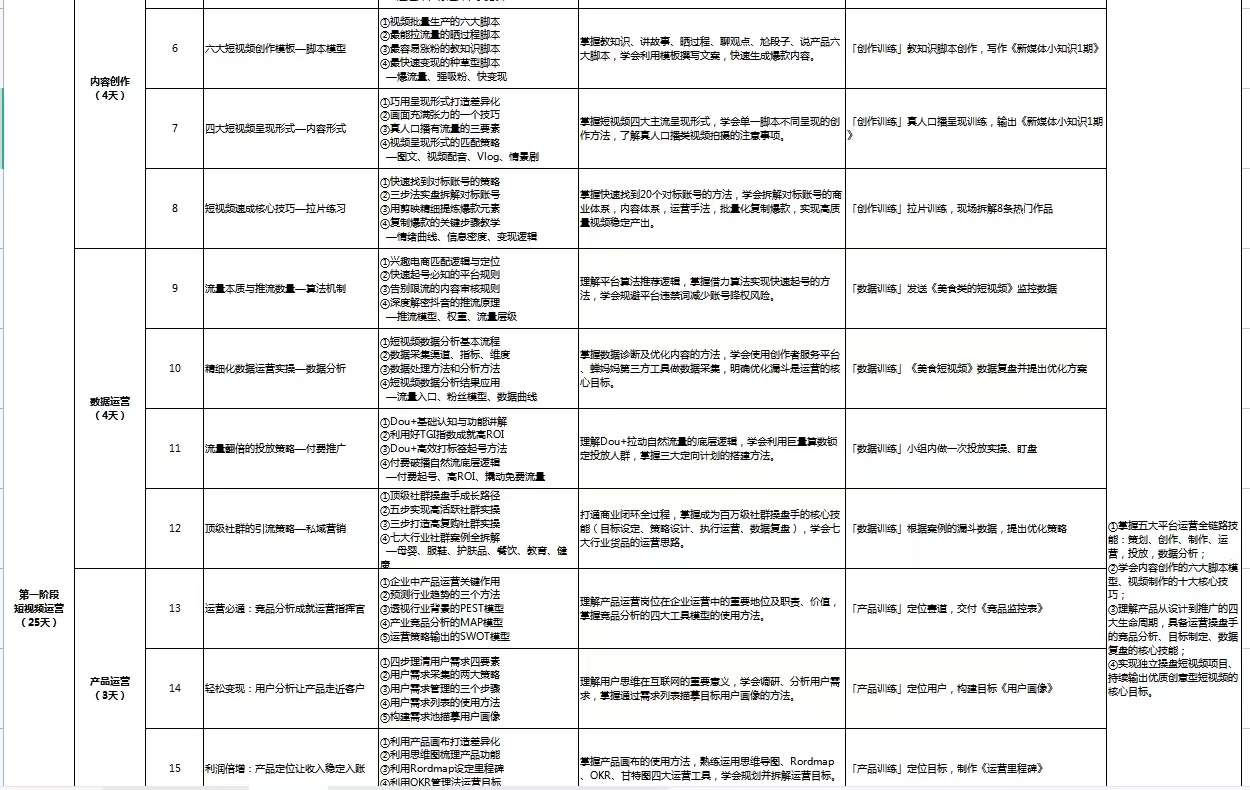 内容创作
（4天）
6
六大短视频创作模板—脚本模型
①视频批量生产的六大脚本
②最能拉流量的晒过程脚本
③最容易涨粉的教知识脚本
④最快速变现的种草型脚本
—爆流量、强吸粉、快变现
掌握教知识、讲故事、晒过程、聊观点、尬段子、说产品六
大脚本，学会利用模板撰写文案，快速生成爆款内容。
「创作训练」教知识脚本创作，写作《新媒体小知识1期》
7
四大短视频呈现形式—内容形式
①巧用呈现形式打造差异化
②画面充满张力的一个技巧
③真人口播有流量的三要素
④视频呈现形式的匹配策略
—图文、视频配音、Vlog、情景剧
掌握短视频四大主流呈现形式，学会单一脚本不同呈现的创
作方法，了解真人口播类视频拍摄的注意事项。
「创作训练」真人口播呈现训练，输出《新媒体小知识1期
》
8
短视频速成核心技巧—拉片练习
①快速找到对标账号的策略
②三步法实盘拆解对标账号
③用剪映精细提炼爆款元素
④复制爆款的关键步骤教学
—情绪曲线、信息密度、变现逻辑
掌握快速找到20个对标账号的方法，学会拆解对标账号的商
业体系，内容体系，运营手法，批量化复制爆款，实现高质
量视频稳定产出。
「创作训练」拉片训练，现场拆解8条热门作品
数据运营
（4天）
9
流量本质与推流数量—算法机制
①兴趣电商匹配逻辑与定位
②快速起号必知的平台规则
③告别限流的内容审核规则
④深度解密抖音的推流原理
—推流模型、权重、流量层级
理解平台算法推荐逻辑，掌握借力算法实现快速起号的方
法，学会规避平台违禁词减少账号降权风险。
「数据训练」发送《美食类的短视频》监控数据
10
精细化数据运营实操—数据分析
①短视频数据分析基本流程
②数据采集渠道、指标、维度
③数据处理方法和分析方法
④短视频数据分析结果应用
—流量入口、粉丝模型、数据曲线
掌握数据诊断及优化内容的方法，学会使用创作者服务平台
、蝉妈妈第三方工具做数据采集，明确优化漏斗是运营的核
心目标。
「数据训练」《美食短视频》数据复盘并提出优化方案
11
流量翻倍的投放策略—付费推广
①Dou+基础认知与功能讲解
②利用好TGI指数成就高ROI
③Dou+高效打标签起号方法
④付费破播自然流底层逻辑
—付费起号、高ROI、撬动免费流量
理解Dou+拉动自然流量的底层逻辑，学会利用巨量算数锁
定投放人群，掌握三大定向计划的搭建方法。
「数据训练」小组内做一次投放实操、盯盘
12
顶级社群的引流策略—私域营销
①顶级社群操盘手成长路径
②五步实现高活跃社群实操
③三步打造高复购社群实操
④七大行业社群案例全拆解
—母婴、服鞋、护肤品、餐饮、教育、健
康
打通商业闭环全过程，掌握成为百万级社群操盘手的核心技
能（目标设定、策略设计、执行运营、数据复盘），学会七
大行业货品的运营思路。
「数据训练」根据案例的漏斗数据，提出优化策略
第一阶段
短视频运营
（25天）
产品运营
（3天）
13
运营必通：竞品分析成就运营指挥官
①企业中产品运营关键作用
②预测行业趋势的三个方法
③透视行业背景的PEST模型
④产业竞品分析的MAP模型
⑤运营策略输出的SWOT模型
理解产品运营岗位在企业运营中的重要地位及职责、价值，
掌握竞品分析的四大工具模型的使用方法。
「产品训练」定位赛道，交付《竞品监控表》
14
轻松变现：用户分析让产品走近客户
①四步理清用户需求四要素
②用户需求采集的两大策略
③用户需求管理的三个步骤
④用户需求列表的使用方法
⑤构建需求池描摹用户画像
理解用户思维在互联网的重要意义，学会调研、分析用户需
求，掌握通过需求列表描摹目标用户画像的方法。
「产品训练」定位用户，构建目标《用户画像》
15
利润倍增：产品定位让收入稳定入账
①利用产品画布打造差异化
②利用思维图梳理产品功能
③利用Rordmap设定里程碑
④利用OKR管理法运营目标
掌握产品画布的使用方法，熟练运用思维导图、Rordmap
、OKR、甘特图四大运营工具，学会规划并拆解运营目标。
「产品训练」定位目标，制作《运营里程碑》
①掌握五大平台运营全链路技
能：策划、创作、制作、运
营，投放，数据分析；
②学会内容创作的六大脚本模
型、视频制作的十大核心技
巧；
③理解产品从设计到推广的四
大生命周期，具备运营操盘手
的竞品分析、目标制定、数据
复盘的核心技能；
④实现独立操盘短视频项目、
持续输出优质创意型短视频的
核心目标。